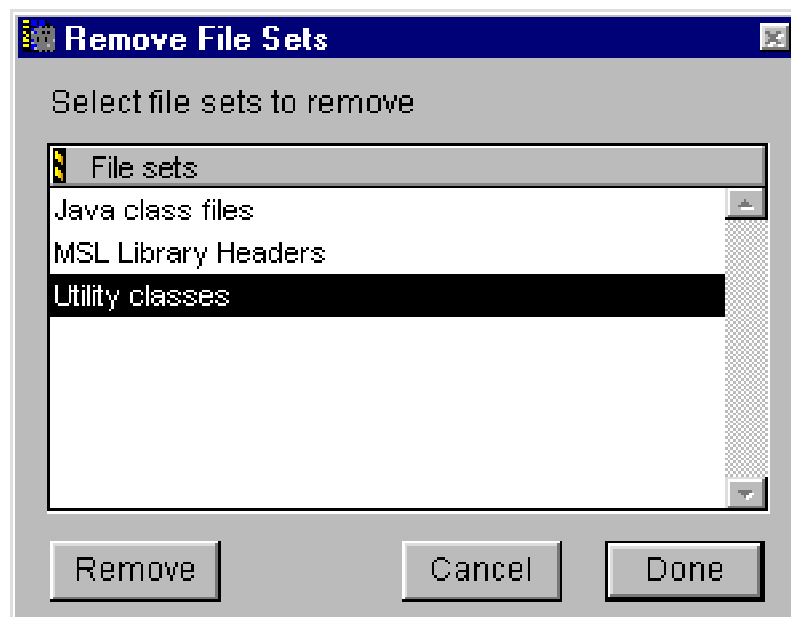 Remove File Sets
Select file sets to remove
File sets
Java class files
MSL Library Headers
Utility classes
Remove Cancel Done